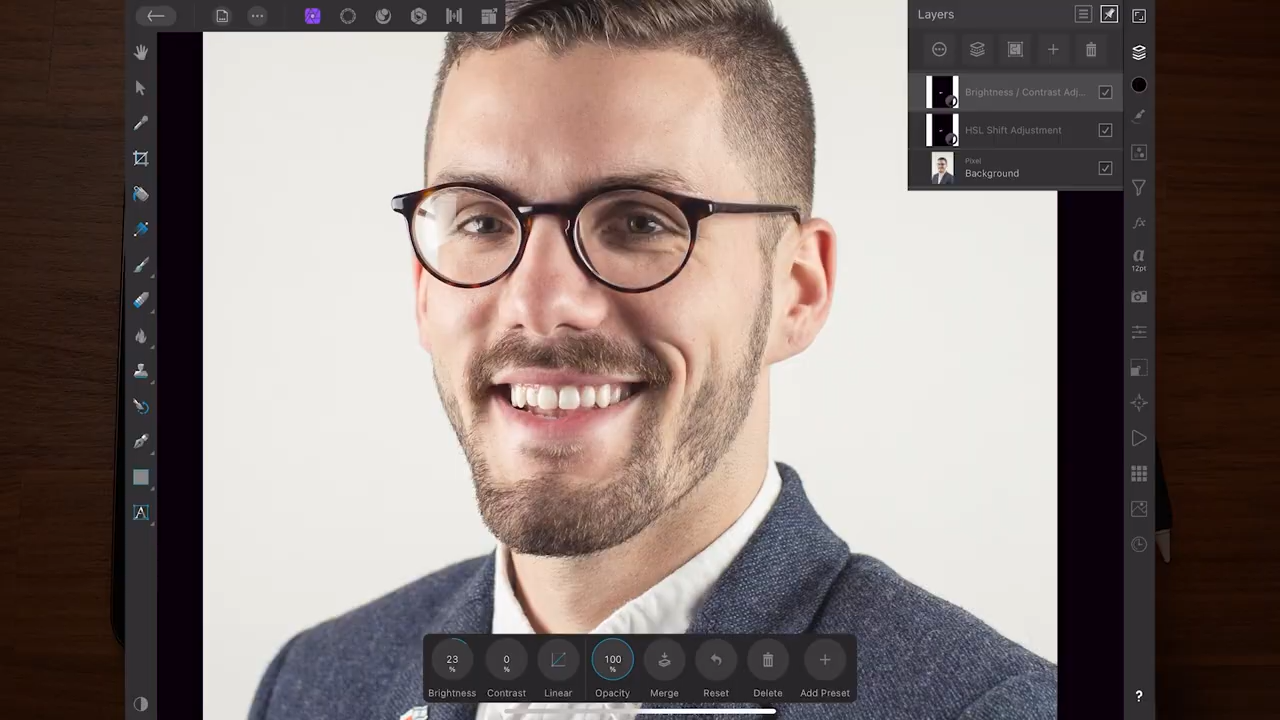 Layers
Brightness / Contrast Adj...
HSL Shift Adjustment
Pixel
Background
a
12pt
fx
A
23
%
0
%
100
%
Brightness
Contrast
Linear
Opacity
Merge
Reset
Delete
Add Preset
?